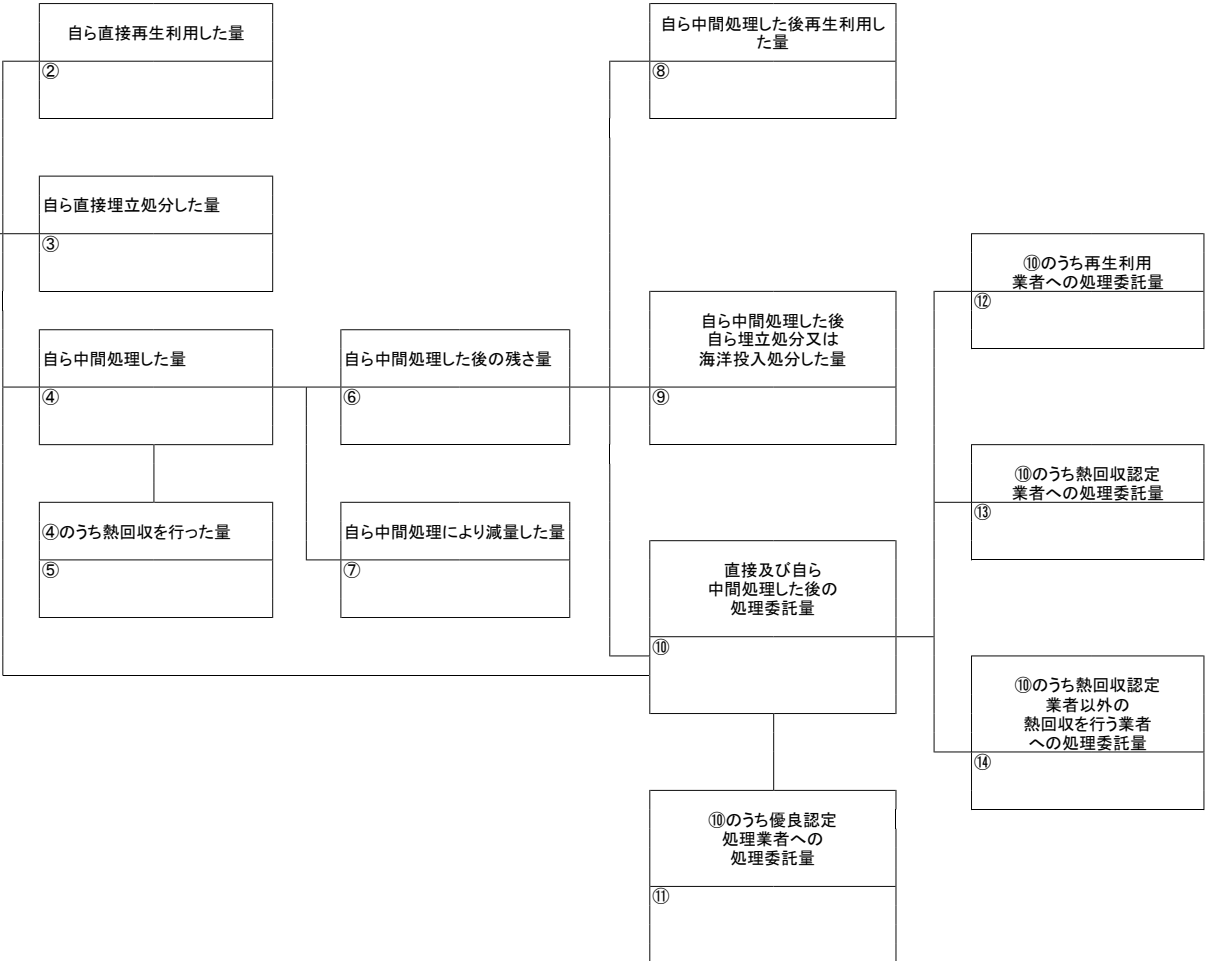 自ら直接再生利用した量
②
自ら直接埋立処分した量
③
自ら中間処理した量
④
④のうち熱回収を行った量
⑤
自ら中間処理した後の残さ量
⑥
自ら中間処理により減量した量
⑦
自ら中間処理した後再生利用し
た量
⑧
自ら中間処理した後
自ら埋立処分又は
海洋投入処分した量
⑨
直接及び自ら
中間処理した後の
処理委託量
⑩
⑩のうち優良認定
処理業者への
処理委託量
⑪
⑩のうち再生利用
業者への処理委託量
⑫
⑩のうち熱回収認定
業者への処理委託量
⑬
⑩のうち熱回収認定
業者以外の
熱回収を行う業者
への処理委託量
⑭